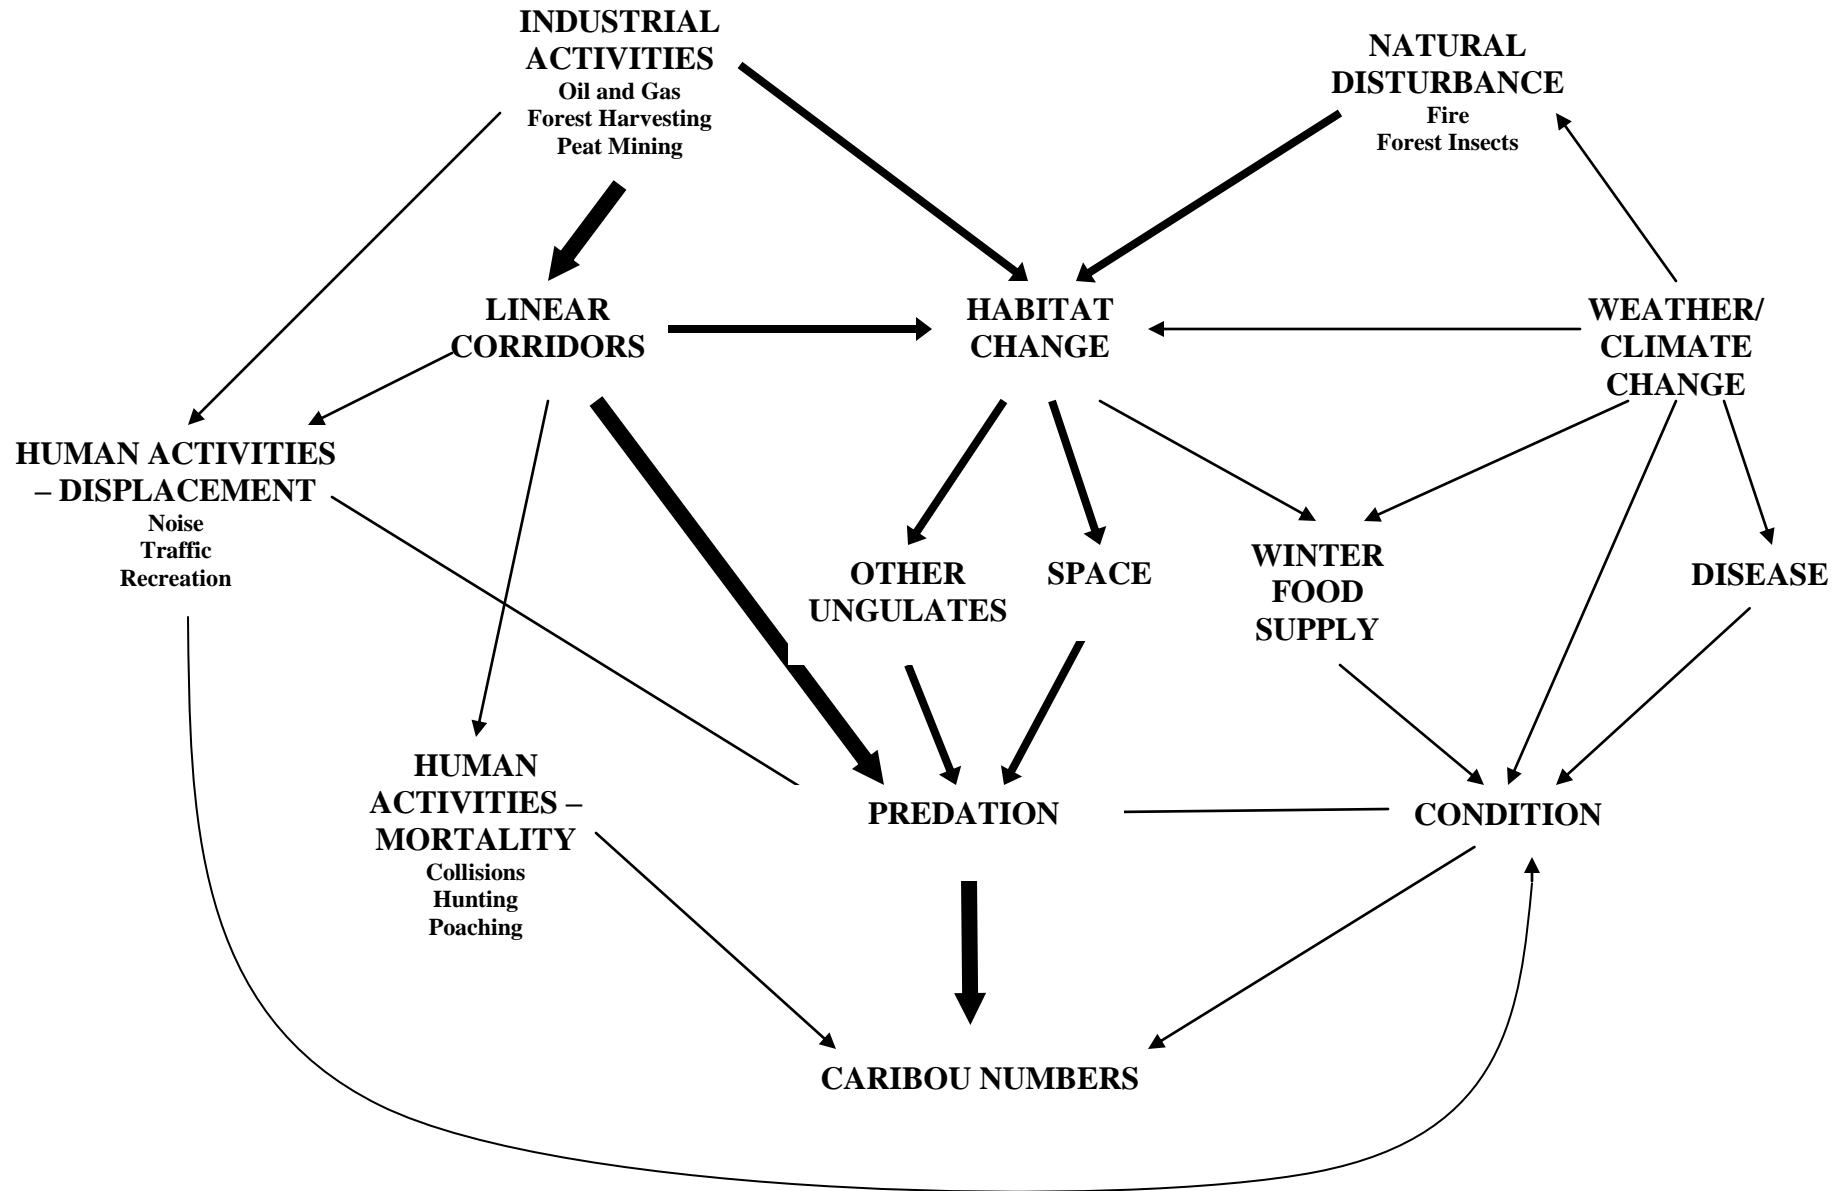 INDUSTRIAL
ACTIVITIES
Oil and Gas
Forest Harvesting
Peat Mining
NATURAL
DISTURBANCE
Fire
Forest Insects
LINEAR
CORRIDORS
HABITAT
CHANGE
WEATHER/
CLIMATE
CHANGE
HUMAN ACTIVITIES
– DISPLACEMENT
Noise
Traffic
Recreation
OTHER
UNGULATES
SPACE
WINTER
FOOD
SUPPLY
DISEASE
HUMAN
ACTIVITIES –
MORTALITY
Collisions
Hunting
Poaching
PREDATION
CONDITION
CARIBOU NUMBERS